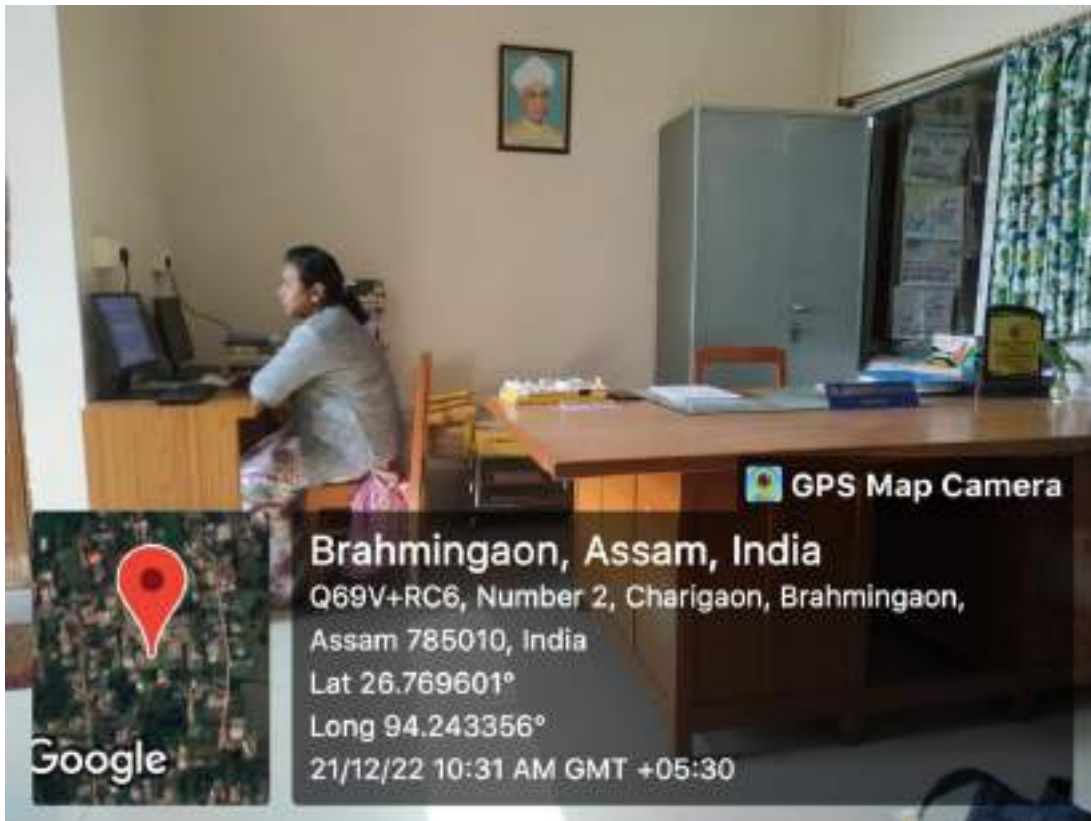 GPS Map Camera
Brahmingaon, Assam, India
Q69V+RC6, Number 2, Charigaon, Brahmingaon,
Assam 785010, India
Lat 26.769601°
Long 94.243356°
21/12/22 10:31 AM GMT +05:30
Google